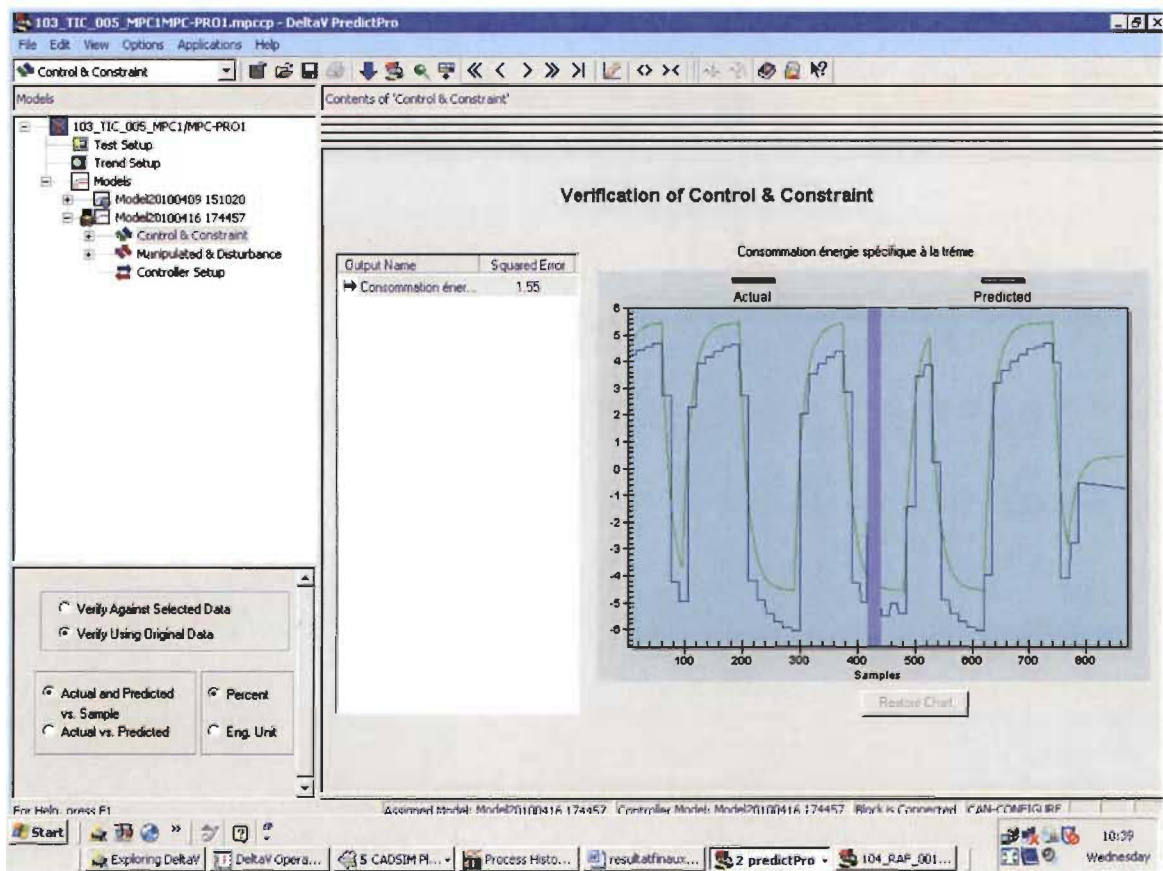 103_TIC_005_MPC1MPC-PRO1.mpccp - DeltaV PredictPro
File Edit View Options Applications Help
Control & Constraint
Models
Contents of 'Control & Constraint'
103_TIC_005_MPC1/MPC-PRO1
Test Setup
Trend Setup
Models
Model20100409 151020
Model20100416 174457
Control & Constraint
Manipulated & Disturbance
Controller Setup
Verification of Control & Constraint
Output Name Squared Error
Consommation éner... 1.55
Consommation énergie spécifique à la trémie
Actual Predicted
6
5
4
3
2
1
0
-1
-2
-3
-4
-5
-6
100 200 300 400 500 600 700 800
Samples
Restore Chart
Verify Against Selected Data
Verify Using Original Data
Actual and Predicted vs. Sample
Actual vs. Predicted
Percent
Eng. Unit
For Help, press F1
Assigned Model: Model20100416 174457 Controller Model: Model20100416 174457 Block is Connected CAN-CONFIGURE
Start
10:39
Exploring DeltaV DeltaV Opera... 5 CADSIM Pl... Process Histo... resultatfinaux... 2 predictPro 104_RAF_001... Wednesday